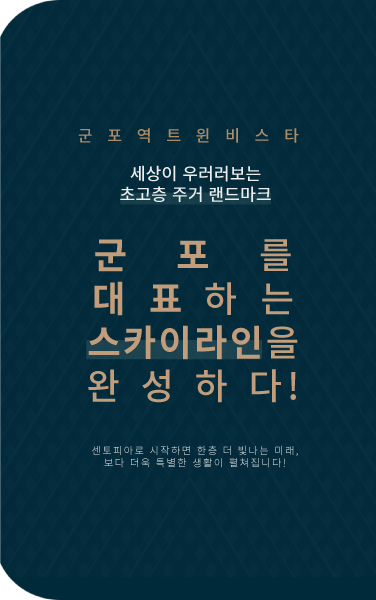 군포역트윈비스타
세상이 우러러보는
초고층 주거 랜드마크
군포를
대표하는
스카이라인을
완성하다!
센토피아로 시작하면 한층 더 빛나는 미래,
보다 더욱 특별한 생활이 펼쳐집니다!